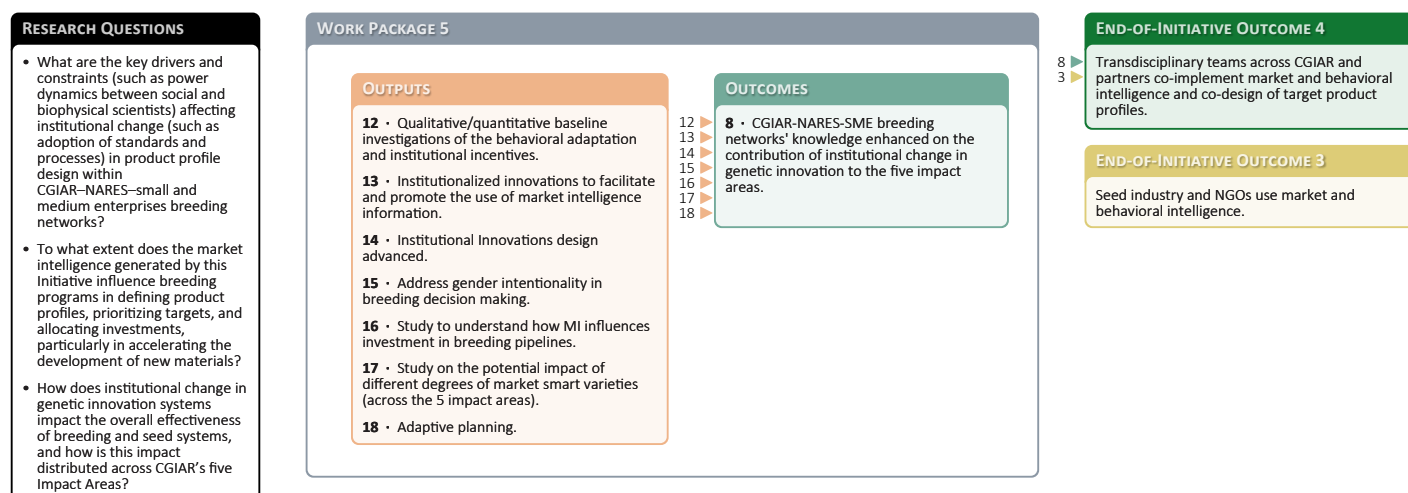 RESEARCH QUESTIONS
• What are the key drivers and
constraints (such as power
dynamics between social and
biophysical scientists) affecting
institutional change (such as
adoption of standards and
processes) in product profile
design within
CGIAR–NARES–small and
medium enterprises breeding
networks?
• To what extent does the market
intelligence generated by this
Initiative influence breeding
programs in defining product
profiles, prioritizing targets, and
allocating investments,
particularly in accelerating the
development of new materials?
• How does institutional change in
genetic innovation systems
impact the overall effectiveness
of breeding and seed systems,
and how is this impact
distributed across CGIAR's five
Impact Areas?
WORK PACKAGE 5
OUTPUTS
12 · Qualitative/quantitative baseline
investigations of the behavioral adaptation
and institutional incentives.
13 · Institutionalized innovations to facilitate
and promote the use of market intelligence
information.
14 · Institutional Innovations design
advanced.
15 · Address gender intentionality in
breeding decision making.
16 · Study to understand how MI influences
investment in breeding pipelines.
17 · Study on the potential impact of
different degrees of market smart varieties
(across the 5 impact areas).
18 · Adaptive planning.
12
13
14
15
16
17
18
OUTCOMES
8 · CGIAR-NARES-SME breeding
networks' knowledge enhanced on the
contribution of institutional change in
genetic innovation to the five impact
areas.
8
3
END-OF-INITIATIVE OUTCOME 4
Transdisciplinary teams across CGIAR and
partners co-implement market and behavioral
intelligence and co-design of target product
profiles.
END-OF-INITIATIVE OUTCOME 3
Seed industry and NGOs use market and
behavioral intelligence.